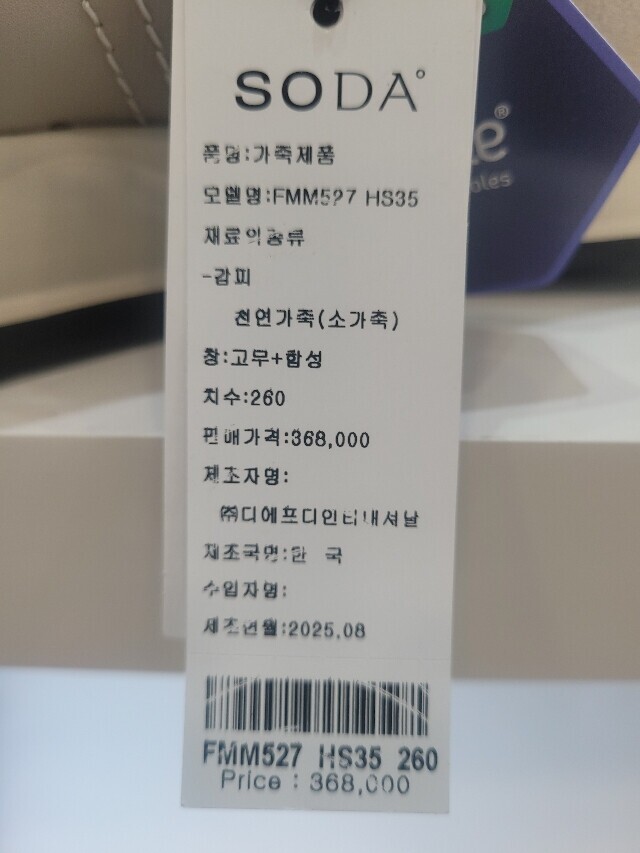 SODA
품명:가죽제품
모델명:FMM527 HS35
재료의종류
-갑피
천연가죽(소가죽)
창:고무+합성
치수:260
판매가격:368,000
제조자명:
㈜디에프디인터내셔날
제조국명:한 국
수입자명:
제조연월:2025.08
FMM527 HS35 260
Price : 368,000